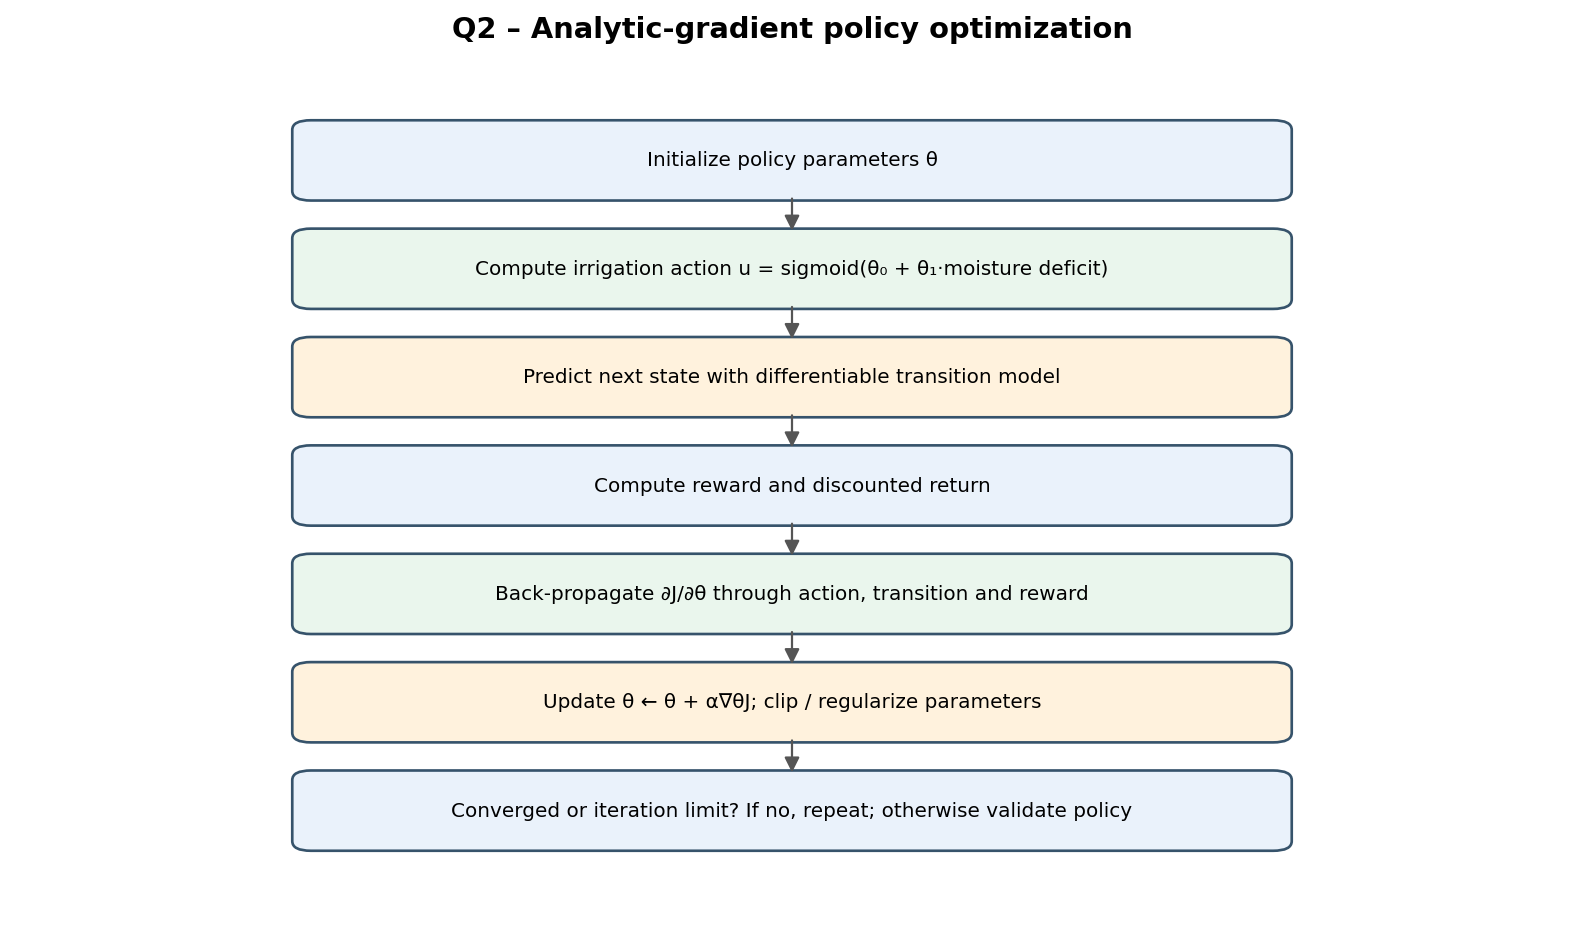 Q2 – Analytic-gradient policy optimization
Initialize policy parameters θ
Compute irrigation action u = sigmoid(θ₀ + θ₁·moisture deficit)
Predict next state with differentiable transition model
Compute reward and discounted return
Back-propagate ∂J/∂θ through action, transition and reward
Update θ ← θ + α∇θJ; clip / regularize parameters
Converged or iteration limit? If no, repeat; otherwise validate policy